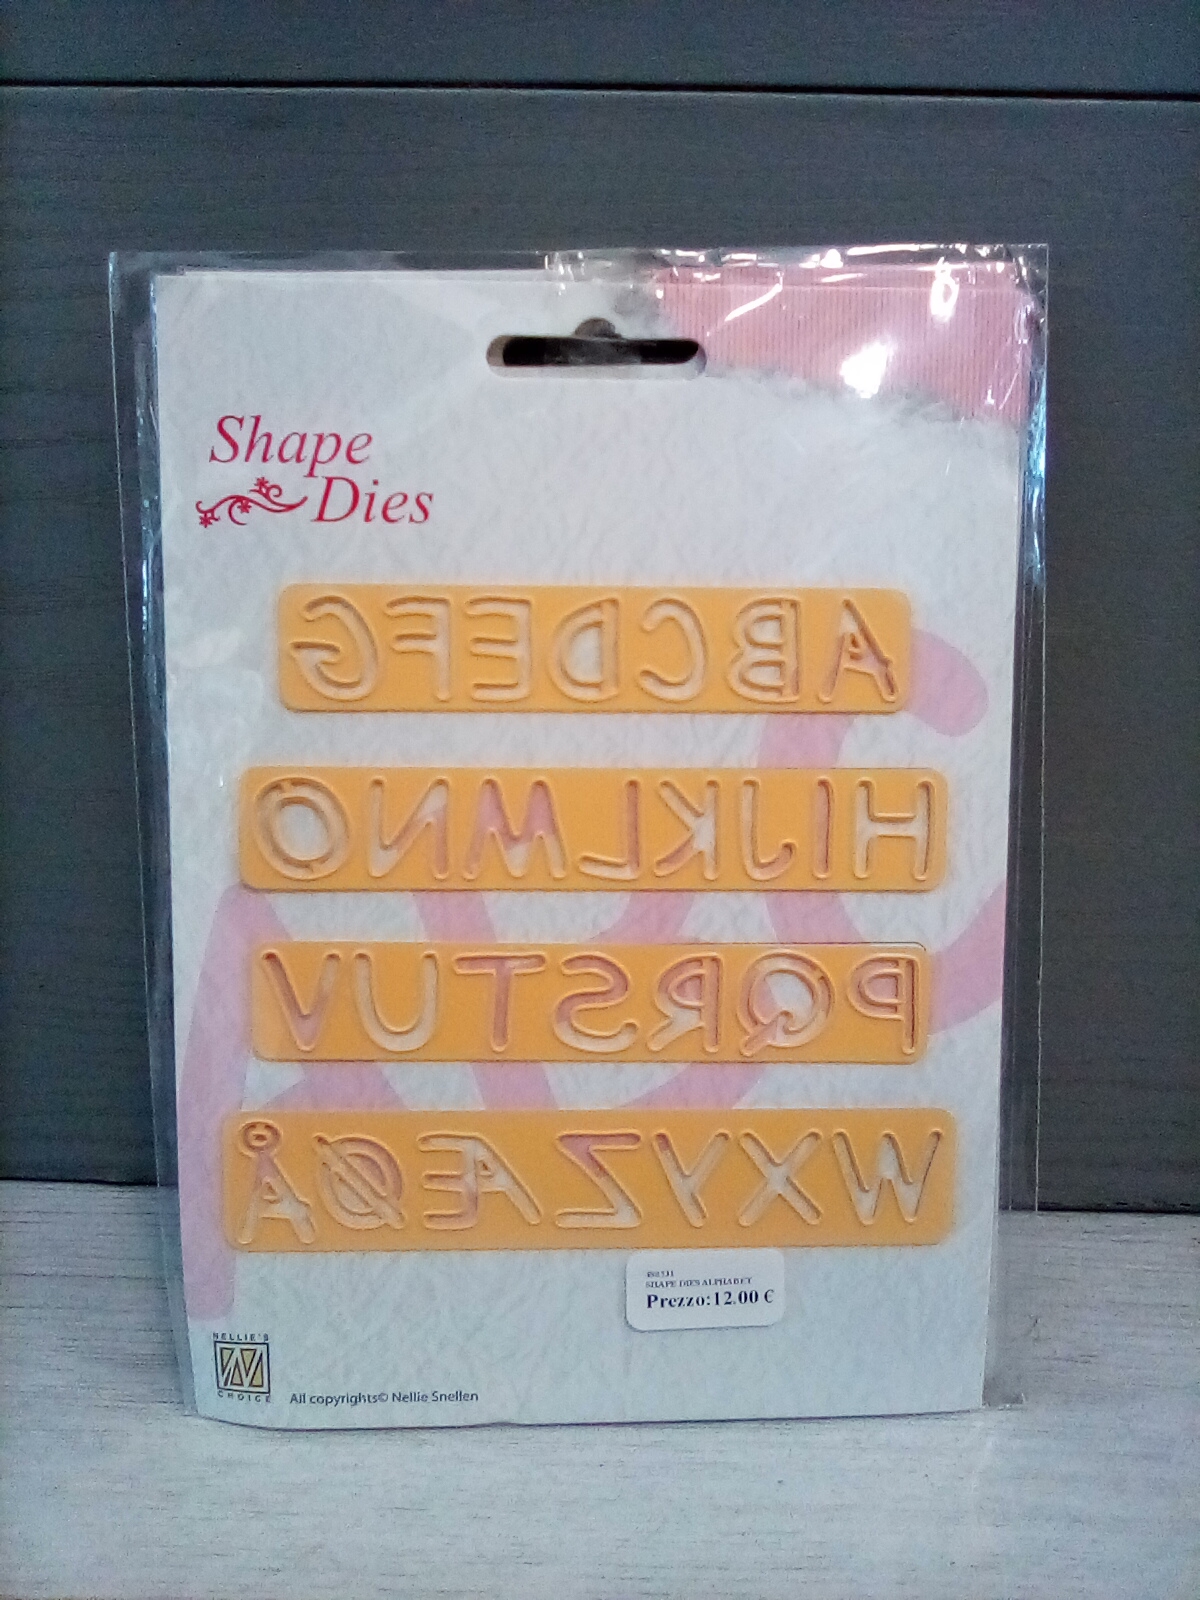 Shape
Dies
ABCDEFG
HIJKLMNO
PQRSTUV
WXYZÆØÅ
SHAPE DIES ALPHABET
Prezzo:12.00 €
NELLIE'S
CHOICE
All copyrights© Nellie Snellen